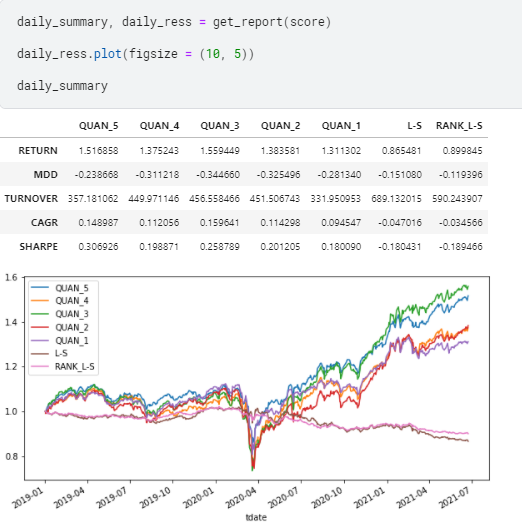 daily_summary, daily_ress = get_report(score)
daily_ress.plot(figsize = (10, 5))
daily_summary
QUAN_5 QUAN_4 QUAN_3 QUAN_2 QUAN_1 L-S RANK_L-S
RETURN 1.516858 1.375243 1.559449 1.383581 1.311302 0.865481 0.899845
MDD -0.238668 -0.311218 -0.344660 -0.325496 -0.281340 -0.151080 -0.119396
TURNOVER 357.181062 449.971146 456.558466 451.506743 331.950953 689.132015 590.243907
CAGR 0.148987 0.112056 0.159641 0.114298 0.094547 -0.047016 -0.034566
SHARPE 0.306926 0.198871 0.258789 0.201205 0.180090 -0.180431 -0.189466
1.6
1.4
1.2
1.0
0.8
QUAN_5
QUAN_4
QUAN_3
QUAN_2
QUAN_1
L-S
RANK_L-S
2019-01 2019-04 2019-07 2019-10 2020-01 2020-04 2020-07 2020-10 2021-01 2021-04 2021-07
tdate